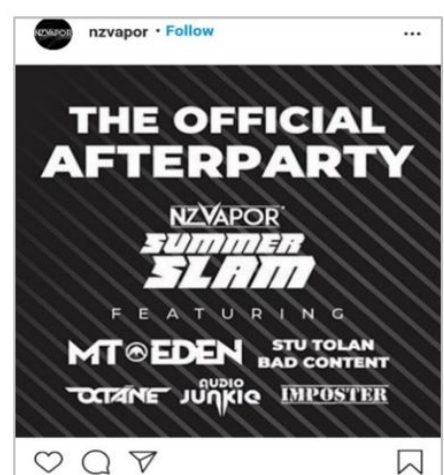 NZVAPOR
nzvapor • Follow
THE OFFICIAL
AFTERPARTY
NZVAPOR
SUMMER
SLAM
FEATURING
MT EDEN
STU TOLAN
BAD CONTENT
OCTANE
AUDIO
JUNKIE
IMPOSTER